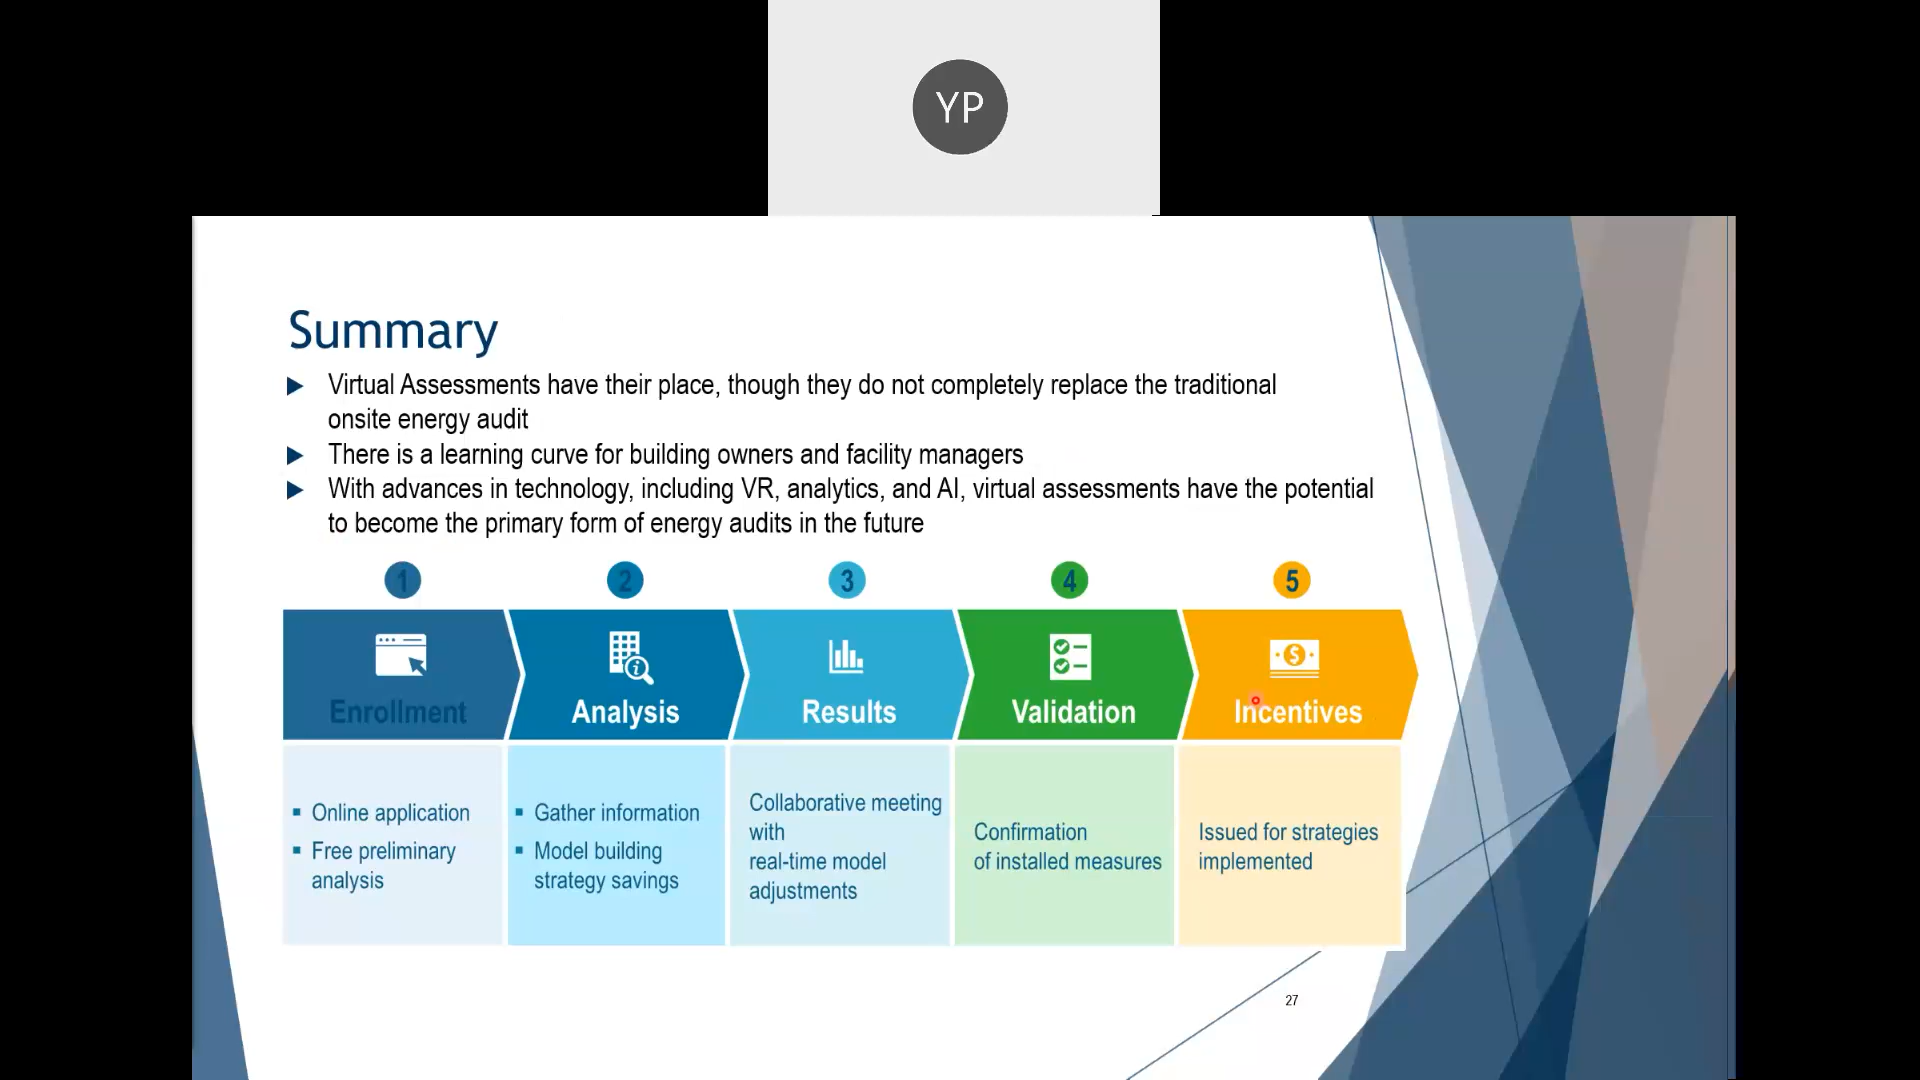 YP
Summary
Virtual Assessments have their place, though they do not completely replace the traditional
onsite energy audit
There is a learning curve for building owners and facility managers
With advances in technology, including VR, analytics, and AI, virtual assessments have the potential
to become the primary form of energy audits in the future
1
2
3
4
5
Enrollment
Analysis
Results
Validation
Incentives
Online application
Free preliminary
analysis
Gather information
Model building
strategy savings
Collaborative meeting
with
real-time model
adjustments
Confirmation
of installed measures
Issued for strategies
implemented
27